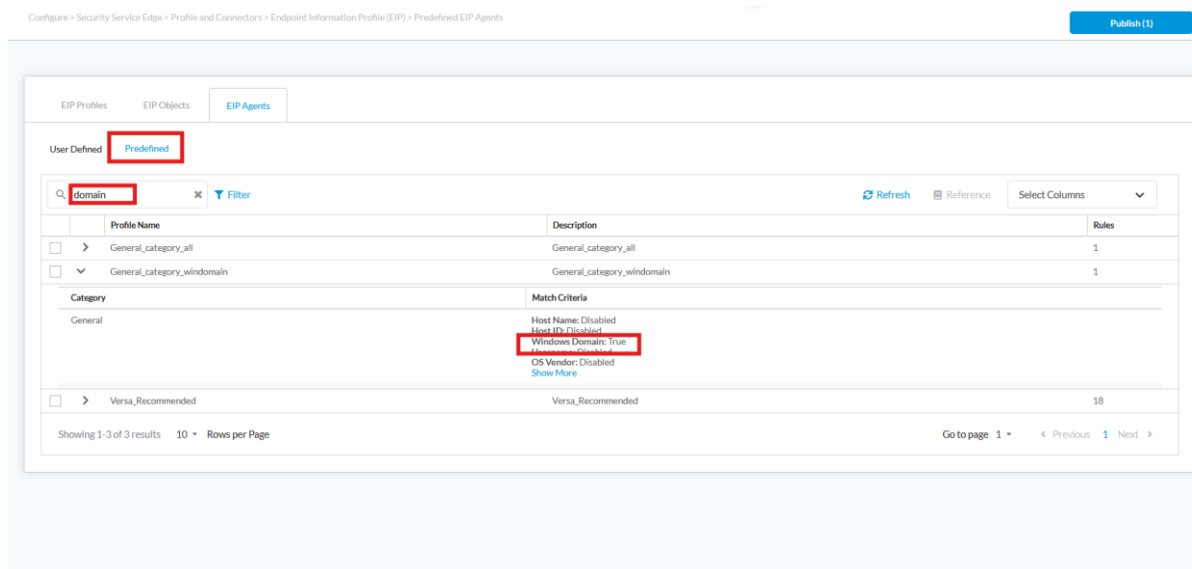 Configure > Security Service Edge > Profile and Connectors > Endpoint Information Profile (EIP) > Predefined EIP Agents
Publish (1)
EIP Profiles EIP Objects EIP Agents
User Defined Predefined
domain Filter Refresh Reference Select Columns
Profile Name Description Rules
General_category_all General_category_all 1
General_category_windomain General_category_windomain 1
Category Match Criteria
General Host Name: Disabled
Host ID: Disabled
Windows Domain: True
Username: Disabled
OS Vendor: Disabled
Show More
Versa_Recommended Versa_Recommended 18
Showing 1-3 of 3 results 10 Rows per Page Go to page 1 < Previous 1 Next >